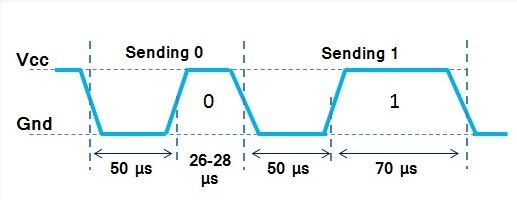 Sending 0
Sending 1
Vcc
0
1
Gnd
50 µs
26-28
µs
50 µs
70 µs